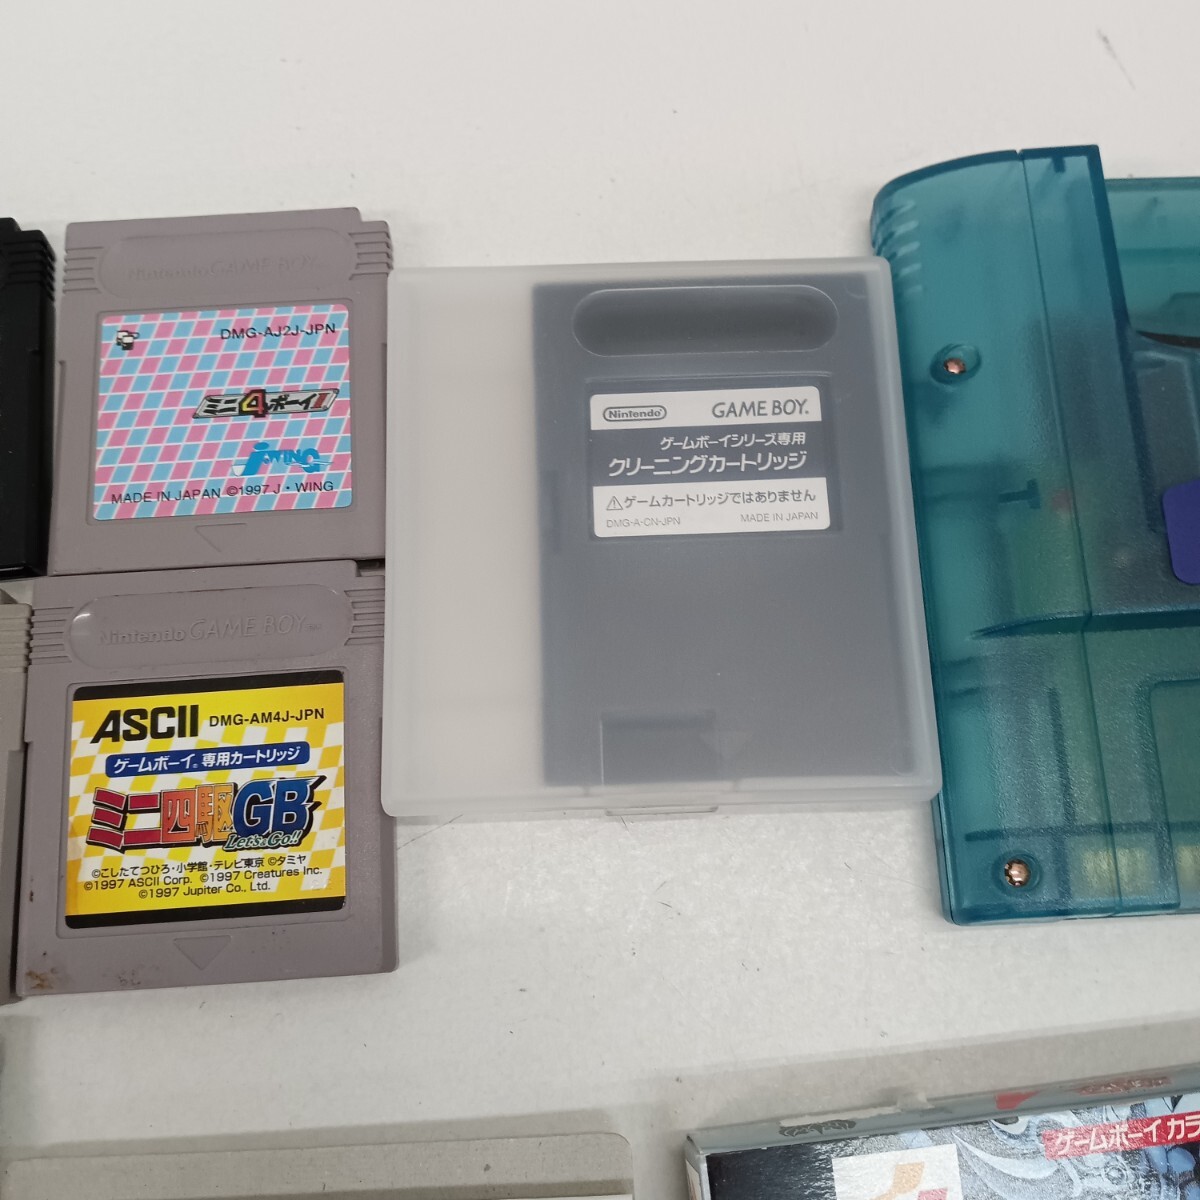 Nintendo GAME BOY
DMG-AJ2J-JPN
ミニ4ボーイII
J・WING
MADE IN JAPAN ©1997 J・WING
Nintendo GAME BOY™
ASCII DMG-AM4J-JPN
ゲームボーイ® 専用カートリッジ
ミニ四駆GB
Let's&Go!!
©こしたてつひろ・小学館・テレビ東京 ©タミヤ
©1997 ASCII Corp. ©1997 Creatures Inc.
©1997 Jupiter Co., Ltd.
Nintendo GAME BOY™
ゲームボーイシリーズ専用
クリーニングカートリッジ
⚠ゲームカートリッジではありません
DMG-A-CN-JPN MADE IN JAPAN
ゲームボーイカラ